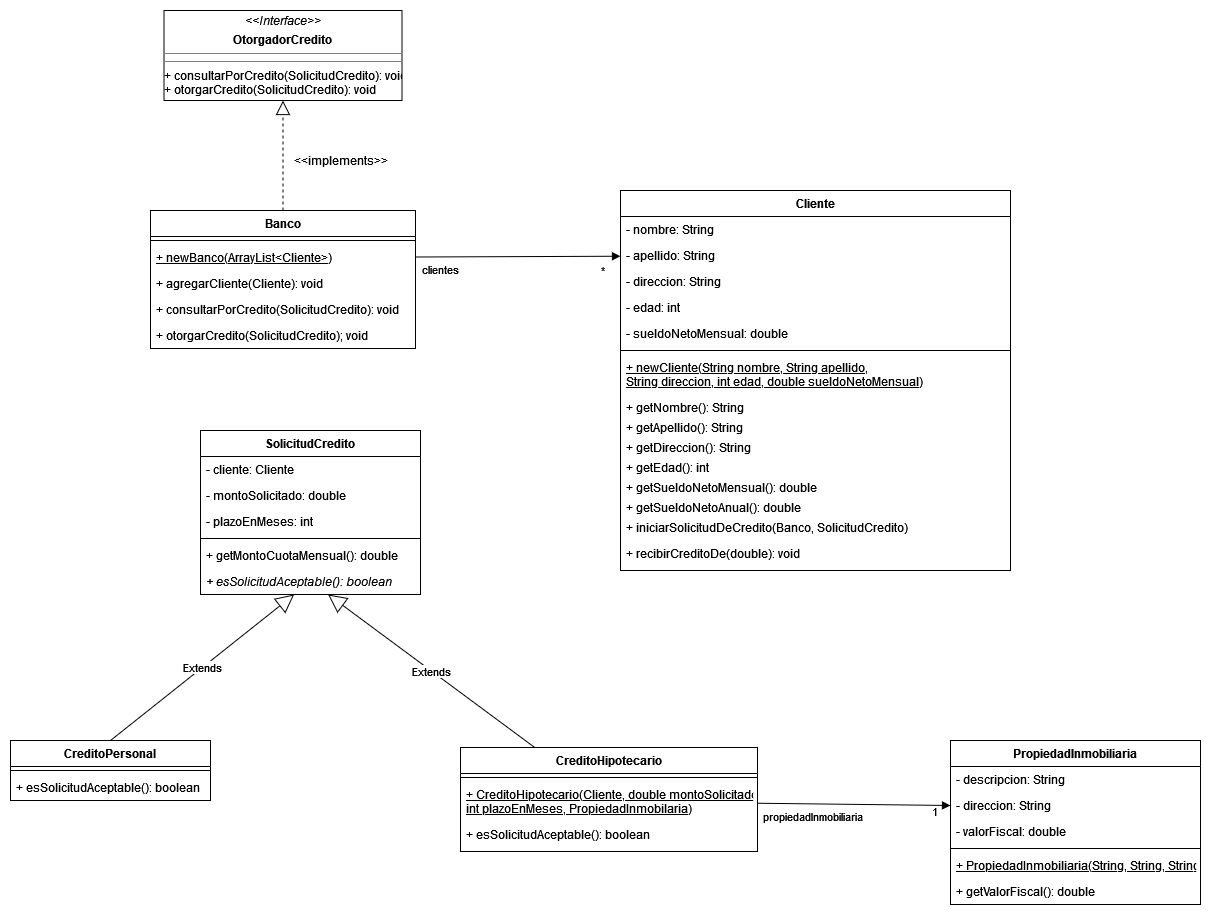 <<Interface>>
OtorgadorCredito
+ consultarPorCredito(SolicitudCredito): voi
+ otorgarCredito(SolicitudCredito): void
<<implements>>
Banco
+ newBanco(ArrayList<Cliente>)
+ agregarCliente(Cliente): void
+ consultarPorCredito(SolicitudCredito): void
+ otorgarCredito(SolicitudCredito); void
clientes
*
Cliente
- nombre: String
- apellido: String
- direccion: String
- edad: int
- sueldoNetoMensual: double
+ newCliente(String nombre, String apellido,
String direccion, int edad, double sueldoNetoMensual)
+ getNombre(): String
+ getApellido(): String
+ getDireccion(): String
+ getEdad(): int
+ getSueldoNetoMensual(): double
+ getSueldoNetoAnual(): double
+ iniciarSolicitudDeCredito(Banco, SolicitudCredito)
+ recibirCreditoDe(double): void
SolicitudCredito
- cliente: Cliente
- montoSolicitado: double
- plazoEnMeses: int
+ getMontoCuotaMensual(): double
+ esSolicitudAceptable(): boolean
Extends
Extends
CreditoPersonal
+ esSolicitudAceptable(): boolean
CreditoHipotecario
+ CreditoHipotecario(Cliente, double montoSolicitado
int plazoEnMeses, PropiedadInmobilaria)
+ esSolicitudAceptable(): boolean
propiedadInmobiliaria
1
PropiedadInmobiliaria
- descripcion: String
- direccion: String
- valorFiscal: double
+ PropiedadInmobiliaria(String, String, String
+ getValorFiscal(): double